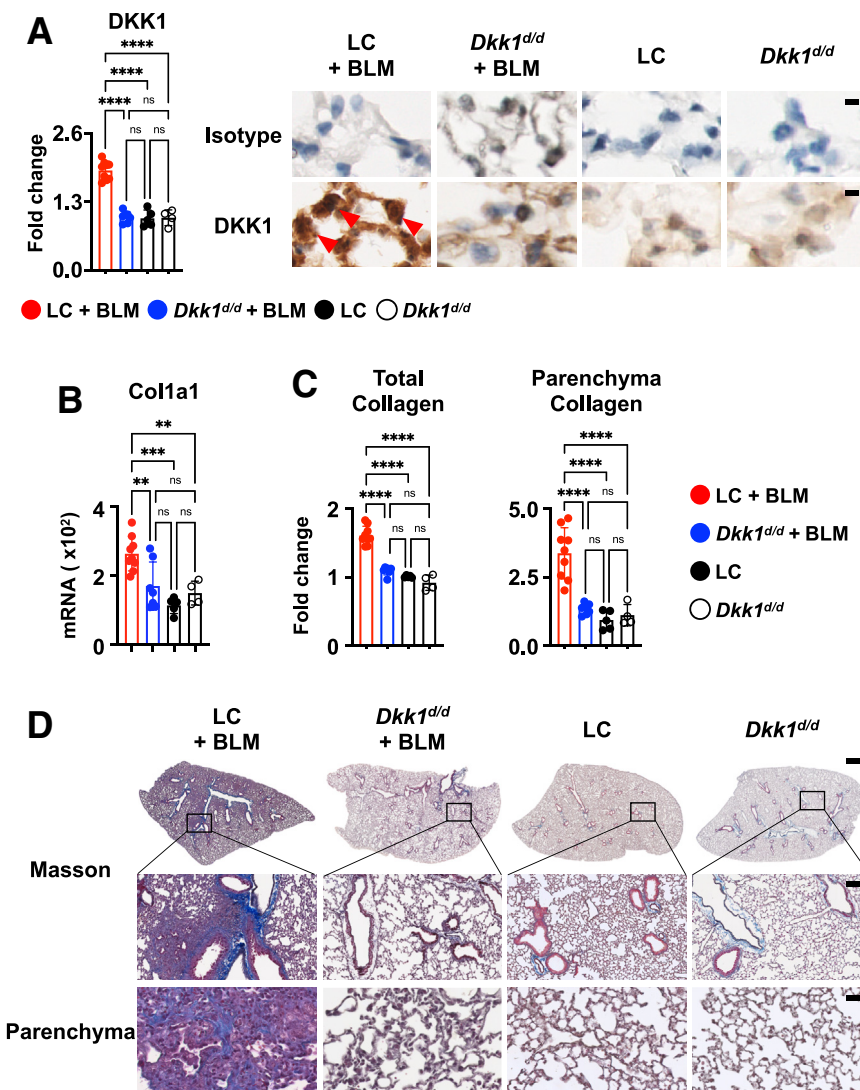 A
DKK1
****
****
**** ns
ns ns
Fold change
2.6
1.3
0.0
LC + BLM
Dkk1d/d + BLM
LC
Dkk1d/d
Isotype
DKK1
LC + BLM Dkk1d/d + BLM LC Dkk1d/d
B
Col1a1
**
***
** ns
ns ns
mRNA ( x10²)
6
4
2
0
C
Total
Collagen
****
****
**** ns
ns ns
Fold change
2
1
0
Parenchyma
Collagen
****
****
**** ns
ns ns
5.0
2.5
0.0
LC + BLM
Dkk1d/d + BLM
LC
Dkk1d/d
D
LC
+ BLM
Dkk1d/d
+ BLM
LC
Dkk1d/d
Masson
Parenchyma